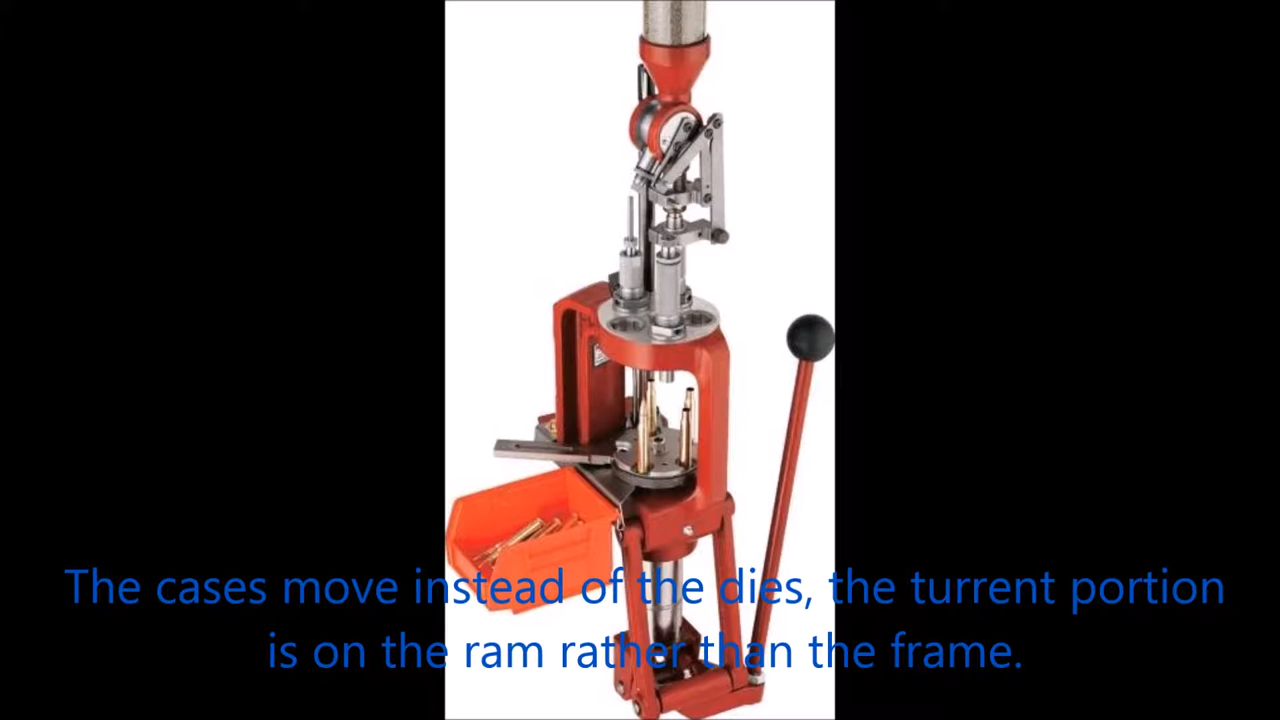 The cases move instead of the dies, the turrent portion
is on the ram rather than the frame.